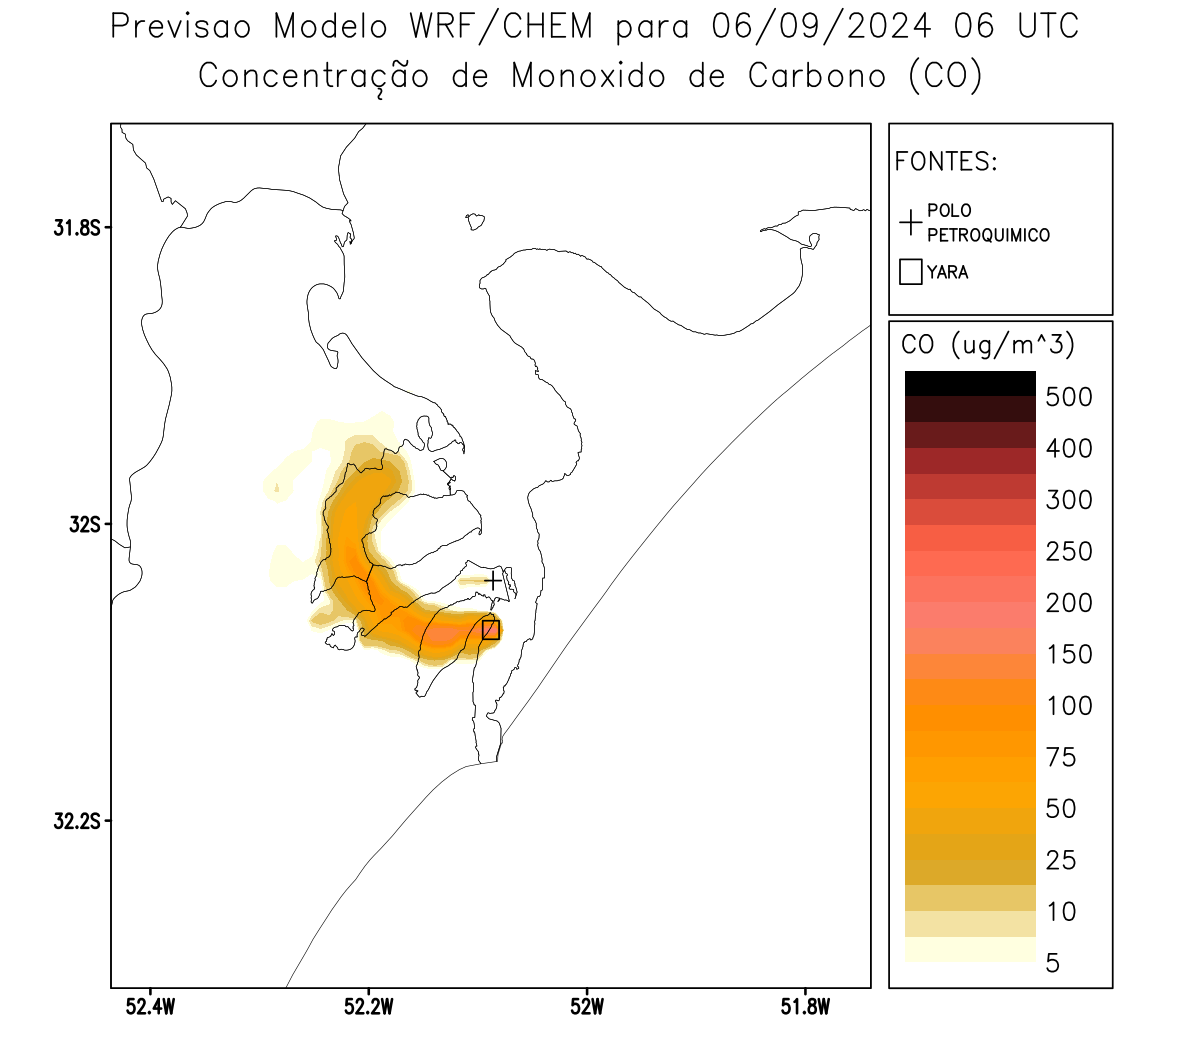 Previsao Modelo WRF/CHEM para 06/09/2024 06 UTC
Concentração de Monoxido de Carbono (CO)
FONTES:
POLO
PETROQUIMICO
YARA
CO (ug/m^3)
500
400
300
250
200
150
100
75
50
25
10
5
31.8S
32S
32.2S
52.4W
52.2W
52W
51.8W